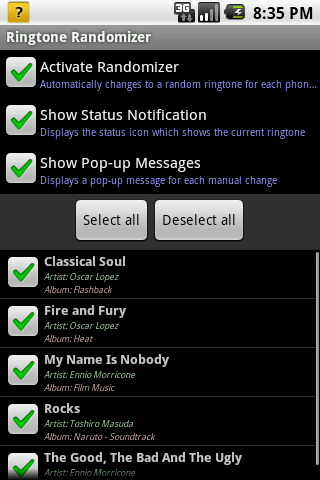 ?
3G
8:35 PM
Ringtone Randomizer
Activate Randomizer
Automatically changes to a random ringtone for each phon...
Show Status Notification
Displays the status icon which shows the current ringtone
Show Pop-up Messages
Displays a pop-up message for each manual change
Select all
Deselect all
Classical Soul
Artist: Oscar Lopez
Album: Flashback
Fire and Fury
Artist: Oscar Lopez
Album: Heat
My Name Is Nobody
Artist: Ennio Morricone
Album: Film Music
Rocks
Artist: Toshiro Masuda
Album: Naruto - Soundtrack
The Good, The Bad And The Ugly
Artist: Ennio Morricone